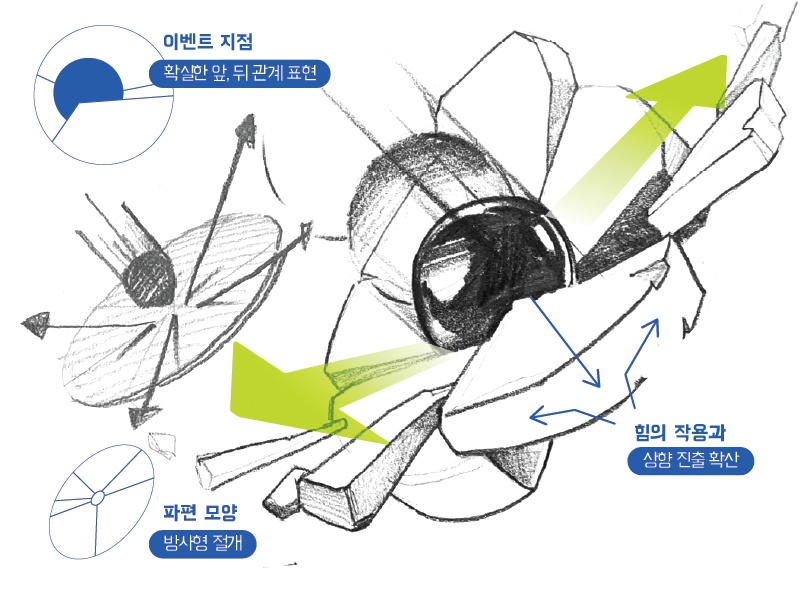 이벤트 지점
확실한 앞, 뒤 관계 표현
힘의 작용과
상향 진출 확산
파편 모양
방사형 절개